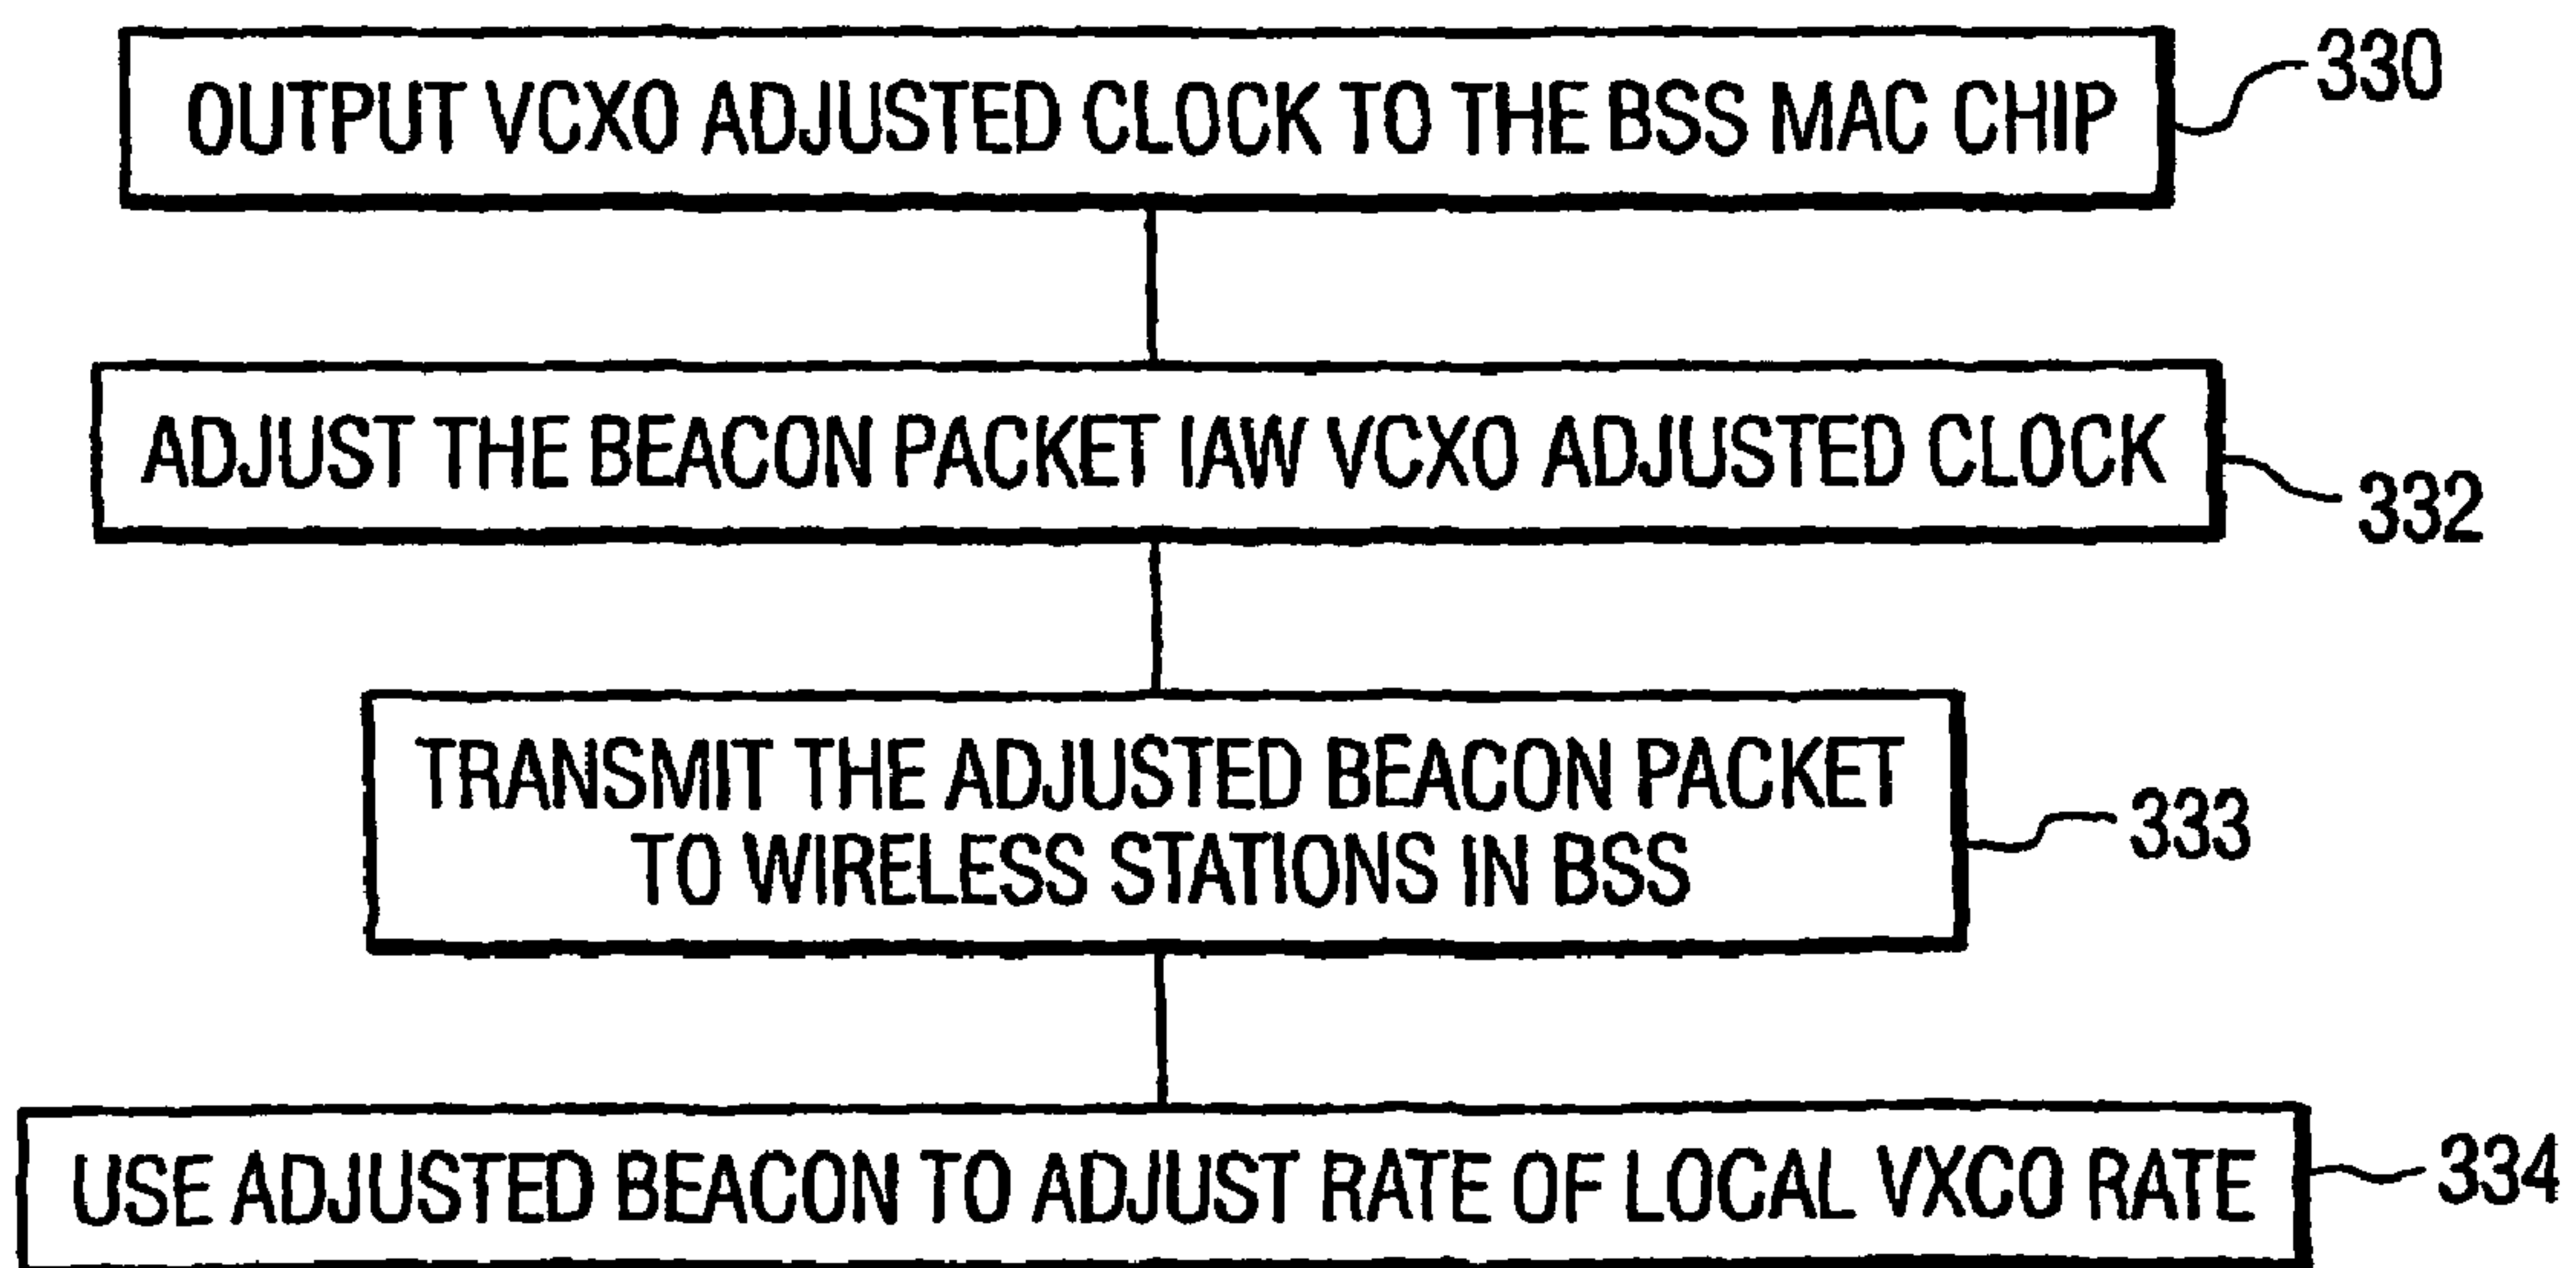 OUTPUT VCXO ADJUSTED CLOCK TO THE BSS MAC CHIP
330
ADJUST THE BEACON PACKET IAW VCXO ADJUSTED CLOCK
332
TRANSMIT THE ADJUSTED BEACON PACKET
TO WIRELESS STATIONS IN BSS
333
USE ADJUSTED BEACON TO ADJUST RATE OF LOCAL VXCO RATE
334